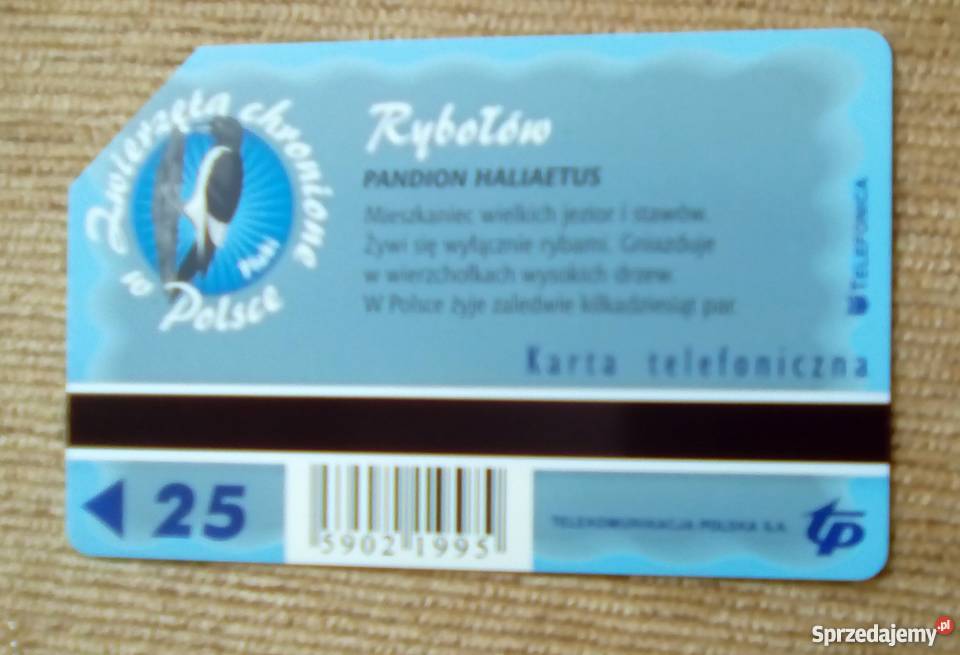 Zwierzęta chronione
w Polsce
Ptaki
Rybołów
PANDION HALIAETUS
Mieszkaniec wielkich jezior i stawów.
Żywi się wyłącznie rybami. Gniazduje
w wierzchołkach wysokich drzew.
W Polsce żyje zaledwie kilkadziesiąt par.
TELEFONICA
Karta telefoniczna
25
5902 1995
TELEKOMUNIKACJA POLSKA S.A.
tp
Sprzedajemy.pl